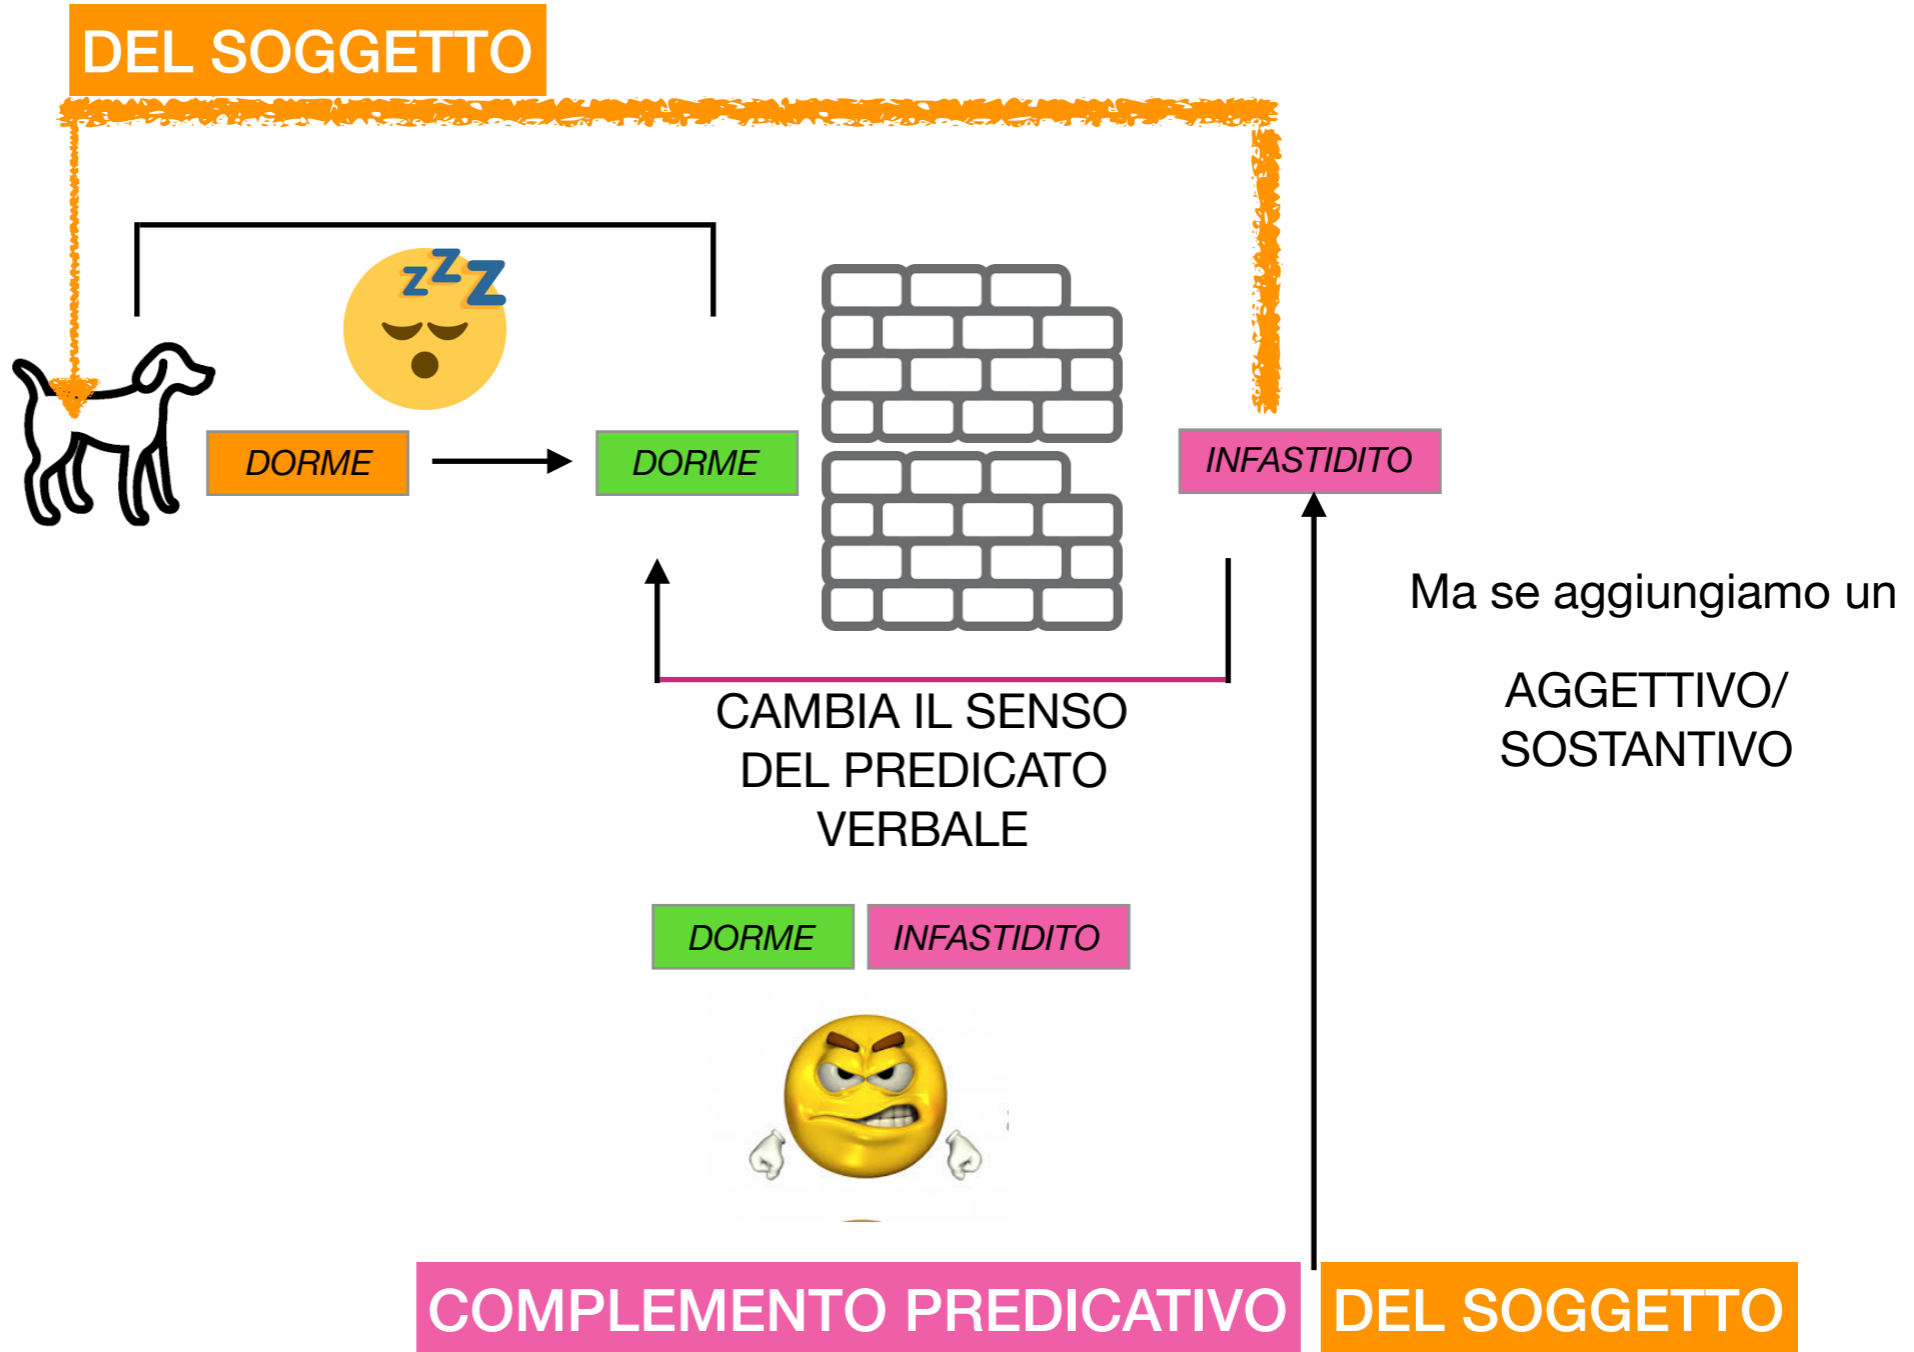 DEL SOGGETTO
zzZ
DORME
DORME
INFASTIDITO
Ma se aggiungiamo un
AGGETTIVO/
SOSTANTIVO
CAMBIA IL SENSO
DEL PREDICATO
VERBALE
DORME
INFASTIDITO
COMPLEMENTO PREDICATIVO
DEL SOGGETTO